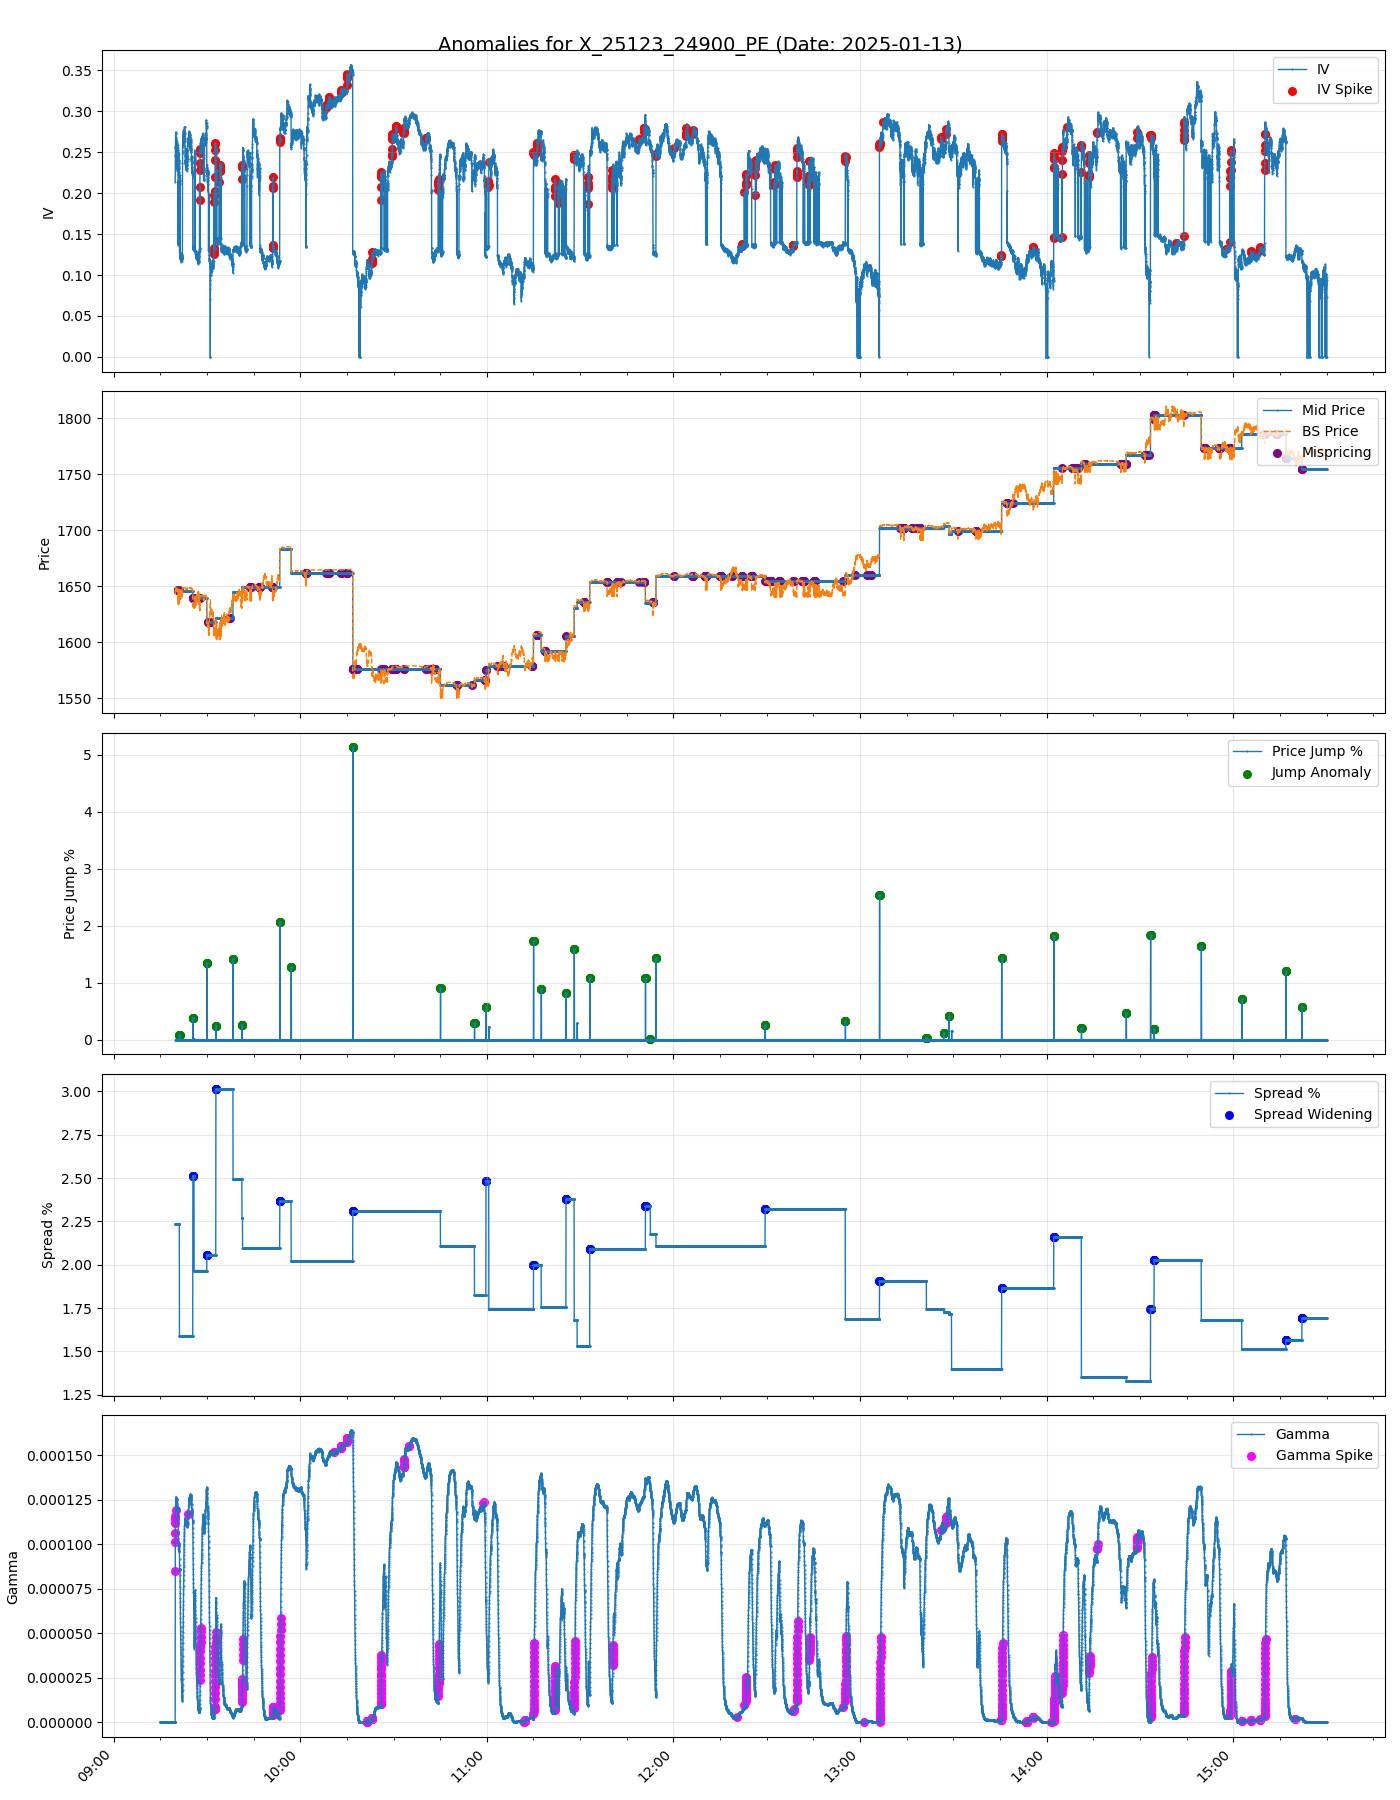 Anomalies for X_25123_24900_PE (Date: 2025-01-13)
IV
IV Spike
0.35
0.30
0.25
0.20
0.15
0.10
0.05
0.00
IV
Mid Price
BS Price
Mispricing
1800
1750
1700
1650
1600
1550
Price
Price Jump %
Jump Anomaly
5
4
3
2
1
0
Price Jump %
Spread %
Spread Widening
3.00
2.75
2.50
2.25
2.00
1.75
1.50
1.25
Spread %
Gamma
Gamma Spike
0.000150
0.000125
0.000100
0.000075
0.000050
0.000025
0.000000
Gamma
09:00
10:00
11:00
12:00
13:00
14:00
15:00